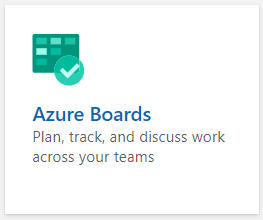 Azure Boards
Plan, track, and discuss work
across your teams